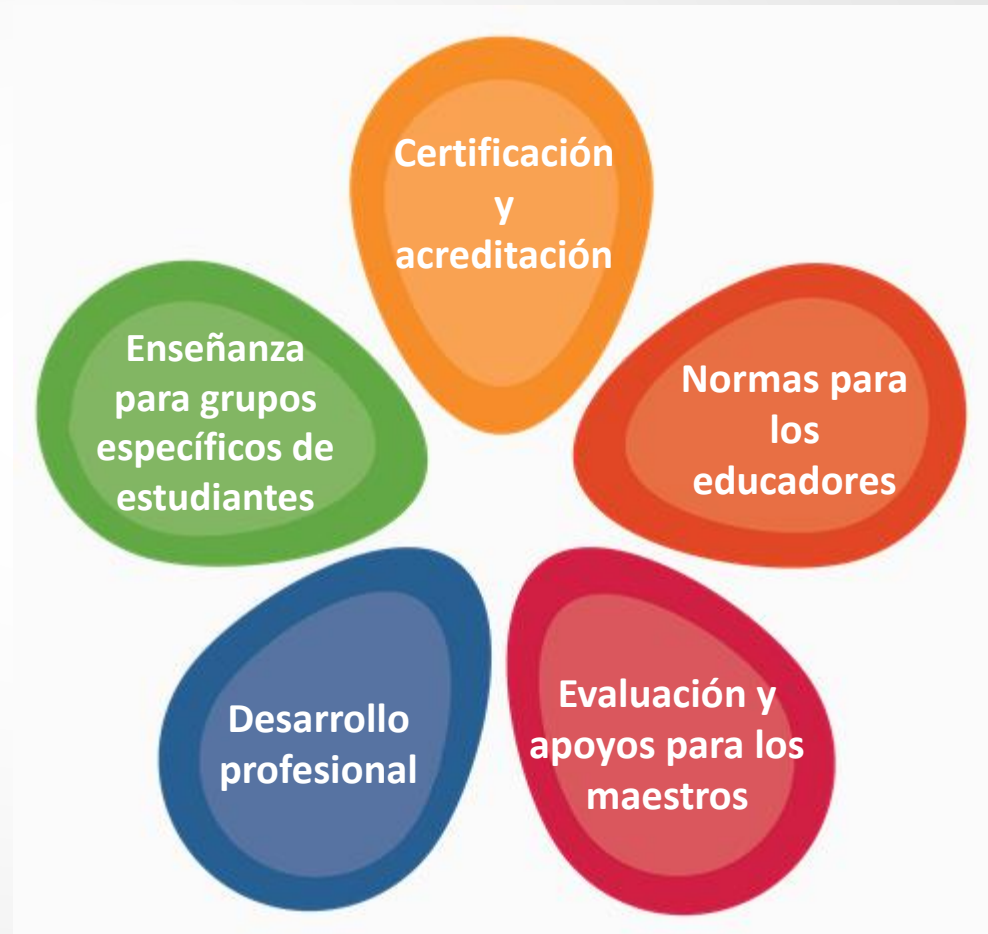 Certificación
y
acreditación
Normas para
los
educadores
Evaluación y
apoyos para los
maestros
Desarrollo
profesional
Enseñanza
para grupos
específicos de
estudiantes